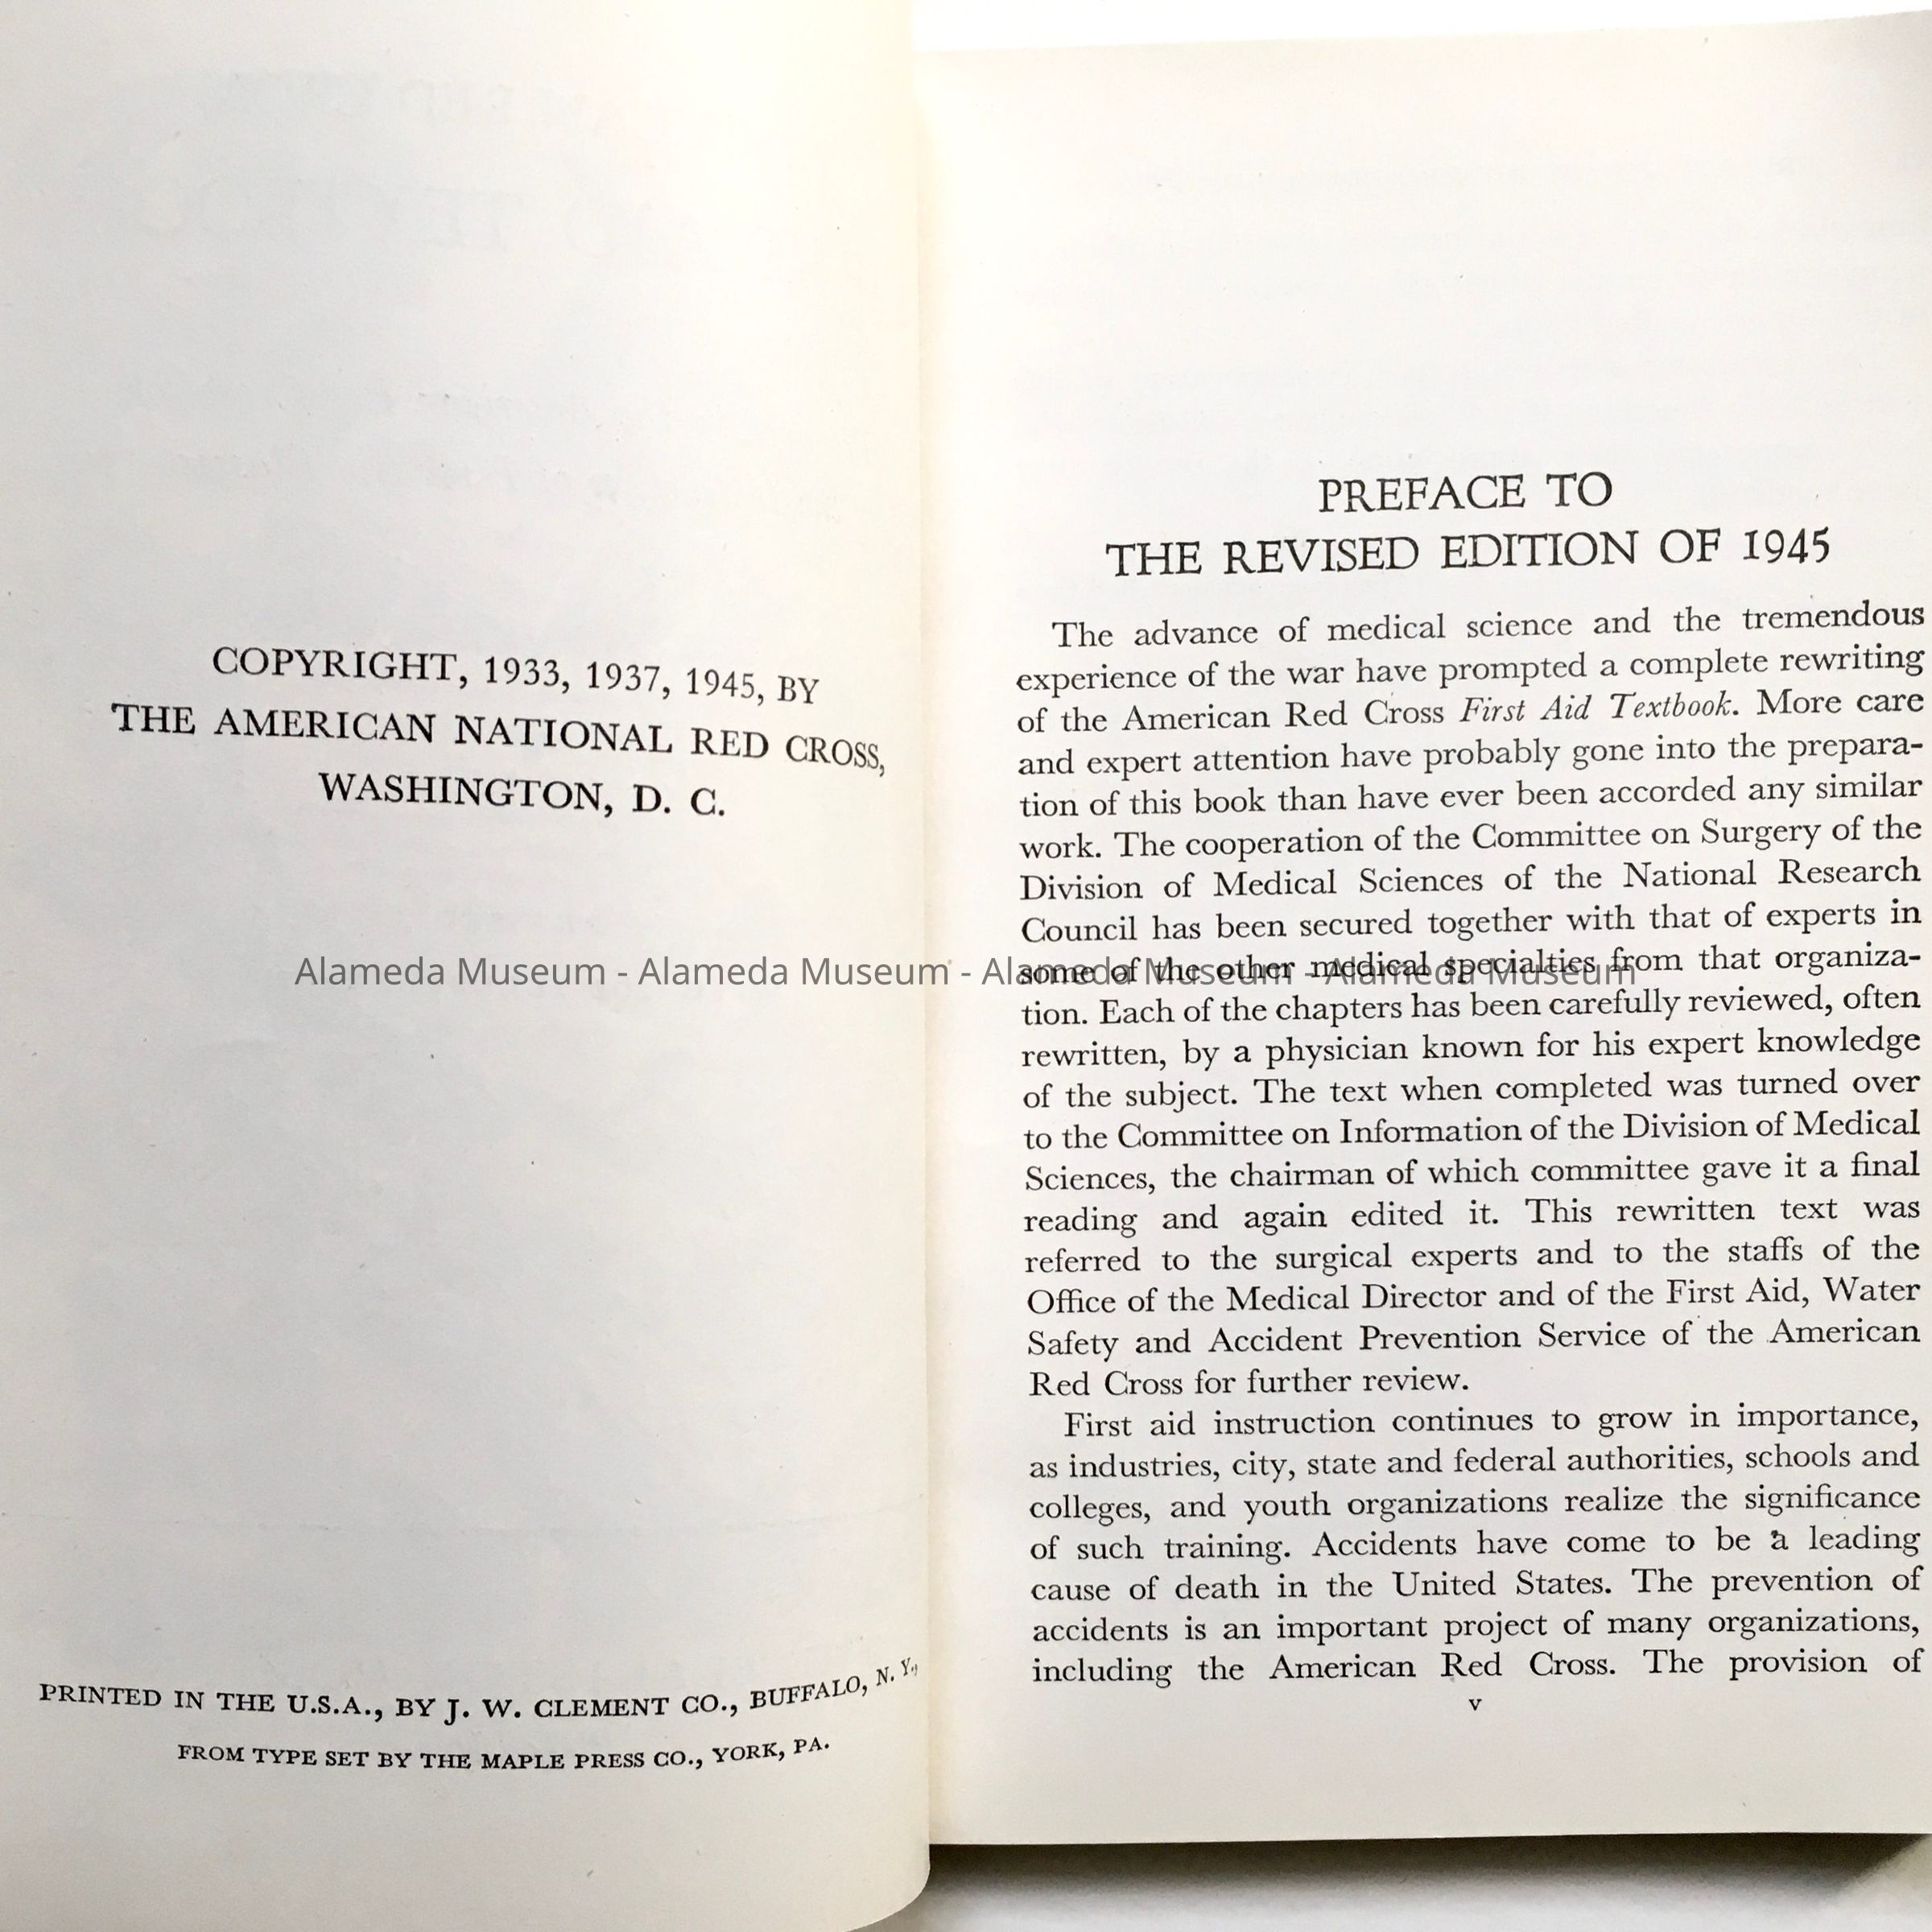 COPYRIGHT, 1933, 1937, 1945, BY
THE AMERICAN NATIONAL RED CROSS,
WASHINGTON, D. C.
PRINTED IN THE U.S.A., BY J. W. CLEMENT CO., BUFFALO, N. Y.,
FROM TYPE SET BY THE MAPLE PRESS CO., YORK, PA.
PREFACE TO
THE REVISED EDITION OF 1945
The advance of medical science and the tremendous
experience of the war have prompted a complete rewriting
of the American Red Cross First Aid Textbook. More care
and expert attention have probably gone into the prepara-
tion of this book than have ever been accorded any similar
work. The cooperation of the Committee on Surgery of the
Division of Medical Sciences of the National Research
Council has been secured together with that of experts in
some of the other medical specialties from that organiza-
tion. Each of the chapters has been carefully reviewed, often
rewritten, by a physician known for his expert knowledge
of the subject. The text when completed was turned over
to the Committee on Information of the Division of Medical
Sciences, the chairman of which committee gave it a final
reading and again edited it. This rewritten text was
referred to the surgical experts and to the staffs of the
Office of the Medical Director and of the First Aid, Water
Safety and Accident Prevention Service of the American
Red Cross for further review.
First aid instruction continues to grow in importance,
as industries, city, state and federal authorities, schools and
colleges, and youth organizations realize the significance
of such training. Accidents have come to be a leading
cause of death in the United States. The prevention of
accidents is an important project of many organizations,
including the American Red Cross. The provision of
v
Alameda Museum - Alameda Museum - Alameda Museum - Alameda Museum